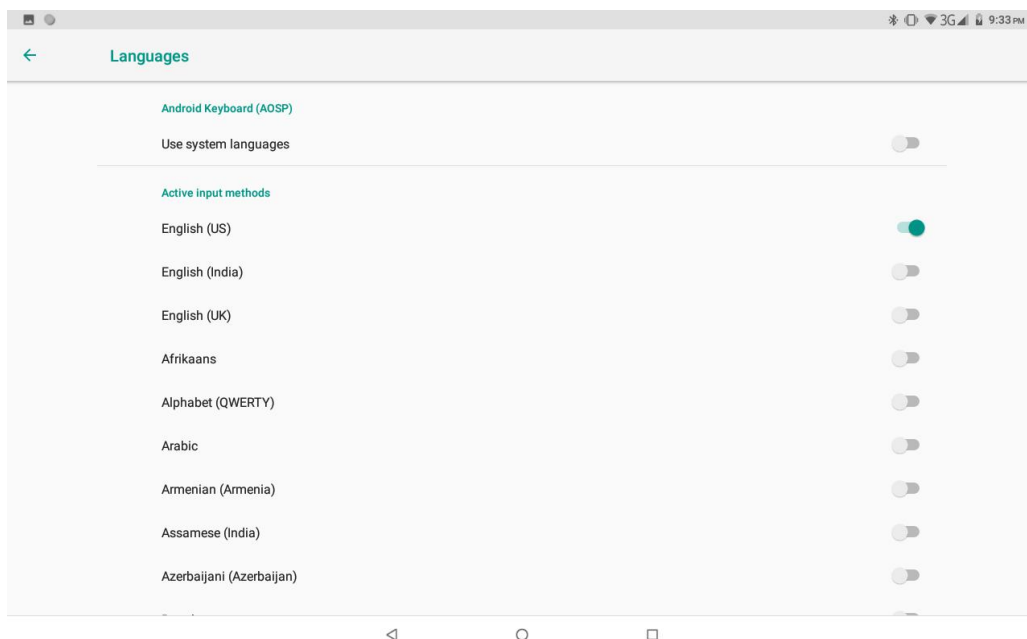 3G 9:33 PM
Languages
Android Keyboard (AOSP)
Use system languages
Active input methods
English (US)
English (India)
English (UK)
Afrikaans
Alphabet (QWERTY)
Arabic
Armenian (Armenia)
Assamese (India)
Azerbaijani (Azerbaijan)